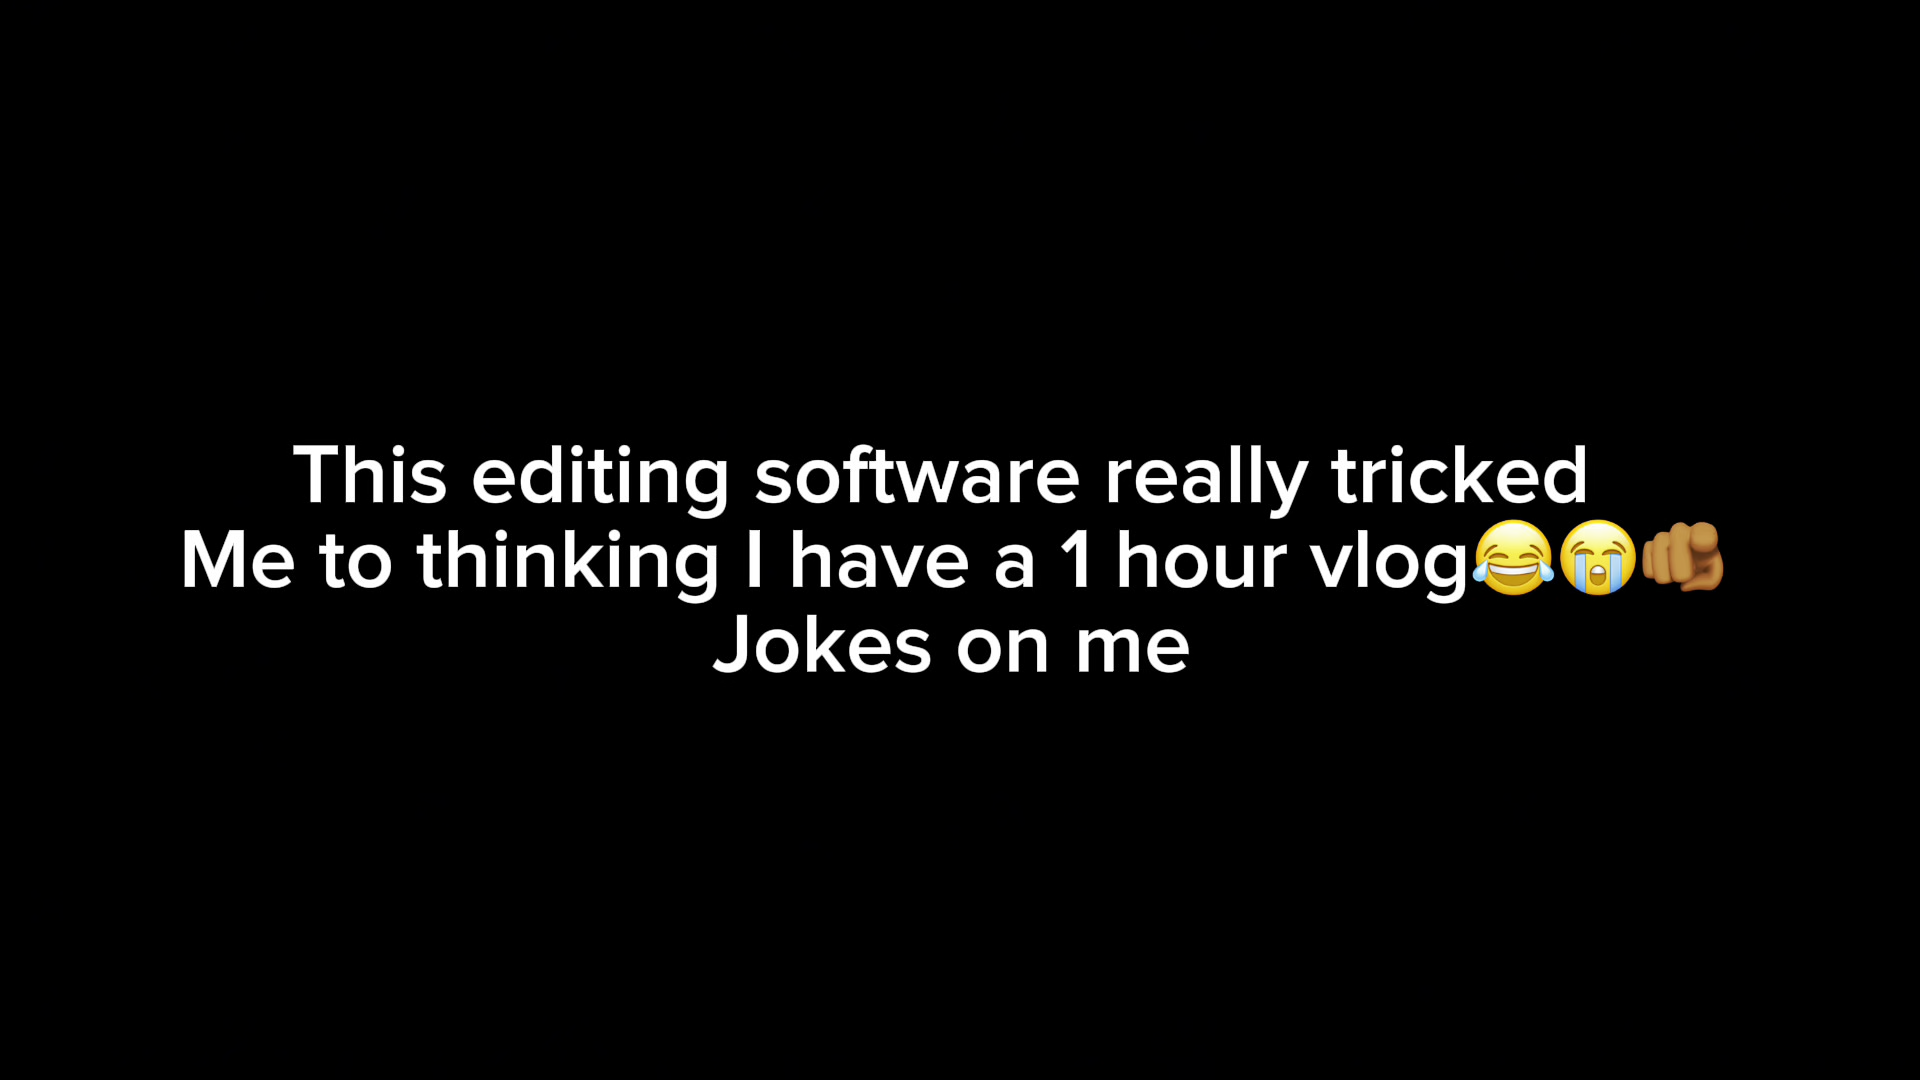 This editing software really tricked
Me to thinking I have a 1 hour vlog😂😭🫵🏾
Jokes on me